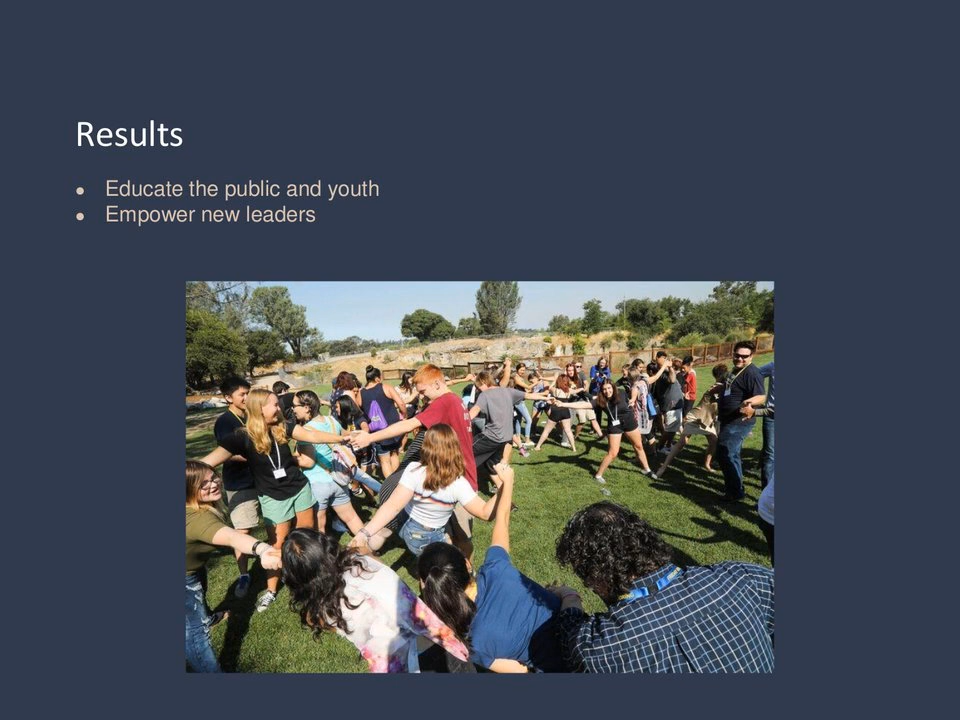 Results
● Educate the public and youth
● Empower new leaders